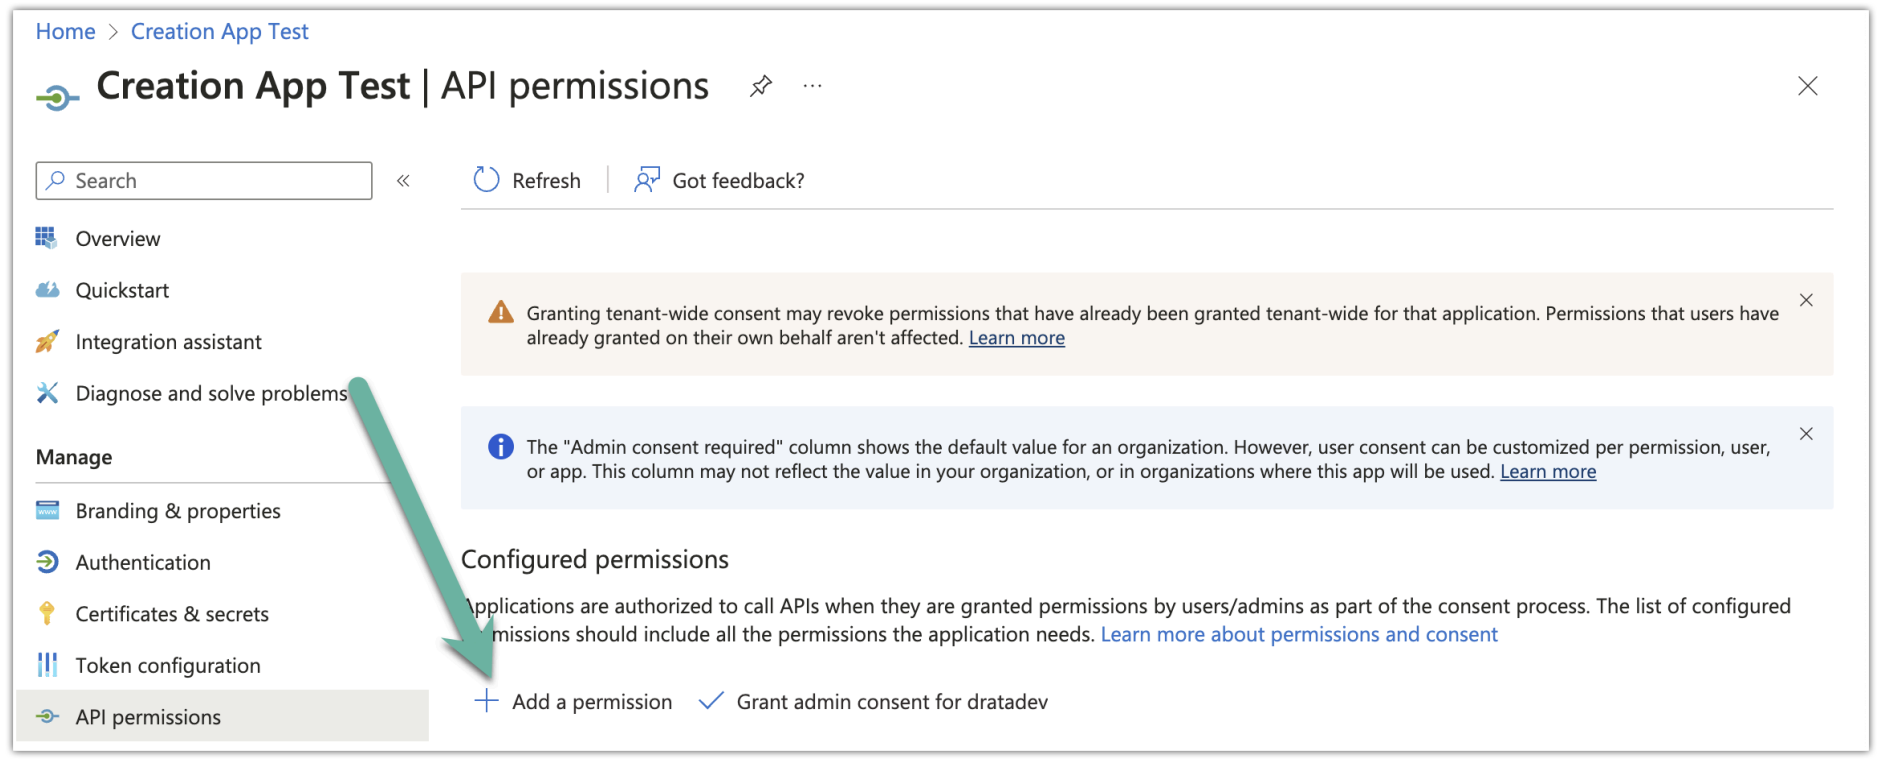 Home > Creation App Test
Creation App Test | API permissions
Search
Refresh
Got feedback?
Overview
Quickstart
Integration assistant
Diagnose and solve problems
Manage
Branding & properties
Authentication
Certificates & secrets
Token configuration
API permissions
Granting tenant-wide consent may revoke permissions that have already been granted tenant-wide for that application. Permissions that users have
already granted on their own behalf aren't affected. Learn more
The "Admin consent required" column shows the default value for an organization. However, user consent can be customized per permission, user,
or app. This column may not reflect the value in your organization, or in organizations where this app will be used. Learn more
Configured permissions
Applications are authorized to call APIs when they are granted permissions by users/admins as part of the consent process. The list of configured
permissions should include all the permissions the application needs. Learn more about permissions and consent
Add a permission
Grant admin consent for dratadev